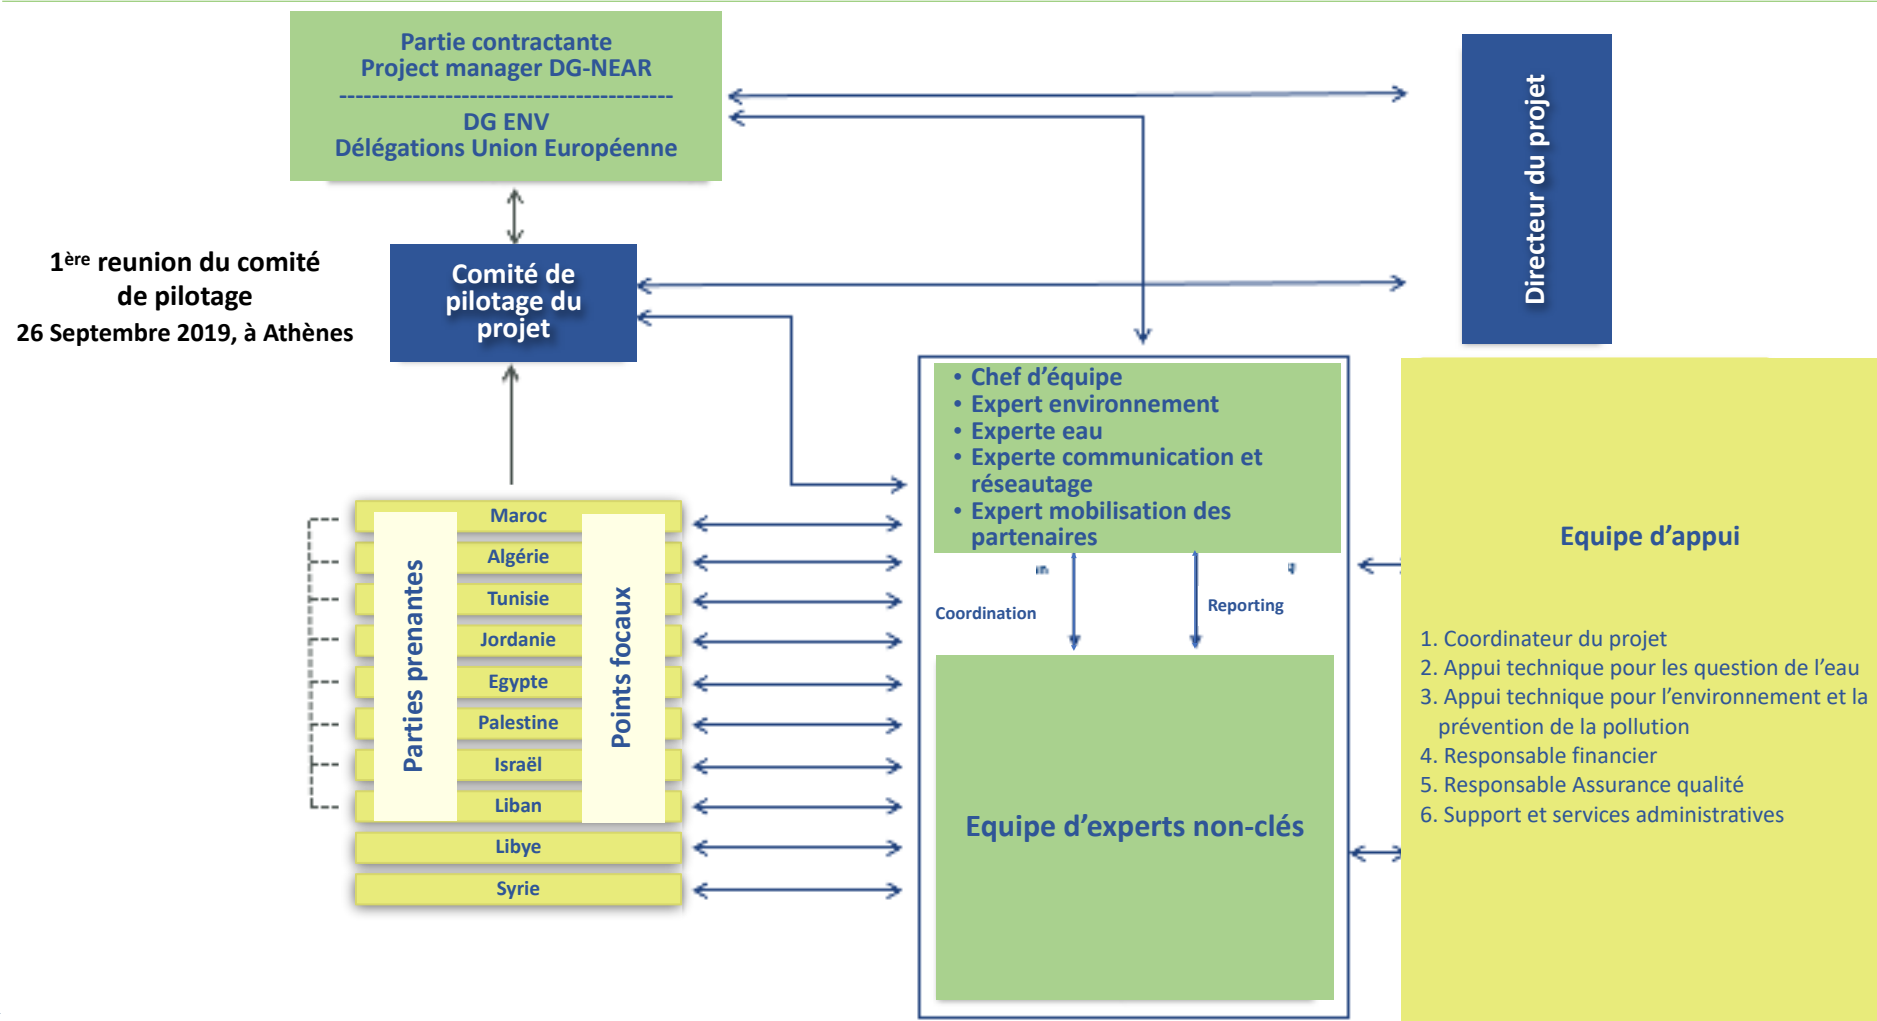 Partie contractante
Project manager DG-NEAR
-----------------------------------------
DG ENV
Délégations Union Européenne
Directeur du projet
1ère reunion du comité
de pilotage
26 Septembre 2019, à Athènes
Comité de
pilotage du
projet
• Chef d’équipe
• Expert environnement
• Experte eau
• Experte communication et
réseautage
• Expert mobilisation des
partenaires
Coordination
Reporting
Equipe d’experts non-clés
Parties prenantes
Points focaux
Maroc
Algérie
Tunisie
Jordanie
Egypte
Palestine
Israël
Liban
Libye
Syrie
Equipe d’appui
1. Coordinateur du projet
2. Appui technique pour les question de l’eau
3. Appui technique pour l’environnement et la
prévention de la pollution
4. Responsable financier
5. Responsable Assurance qualité
6. Support et services administratives